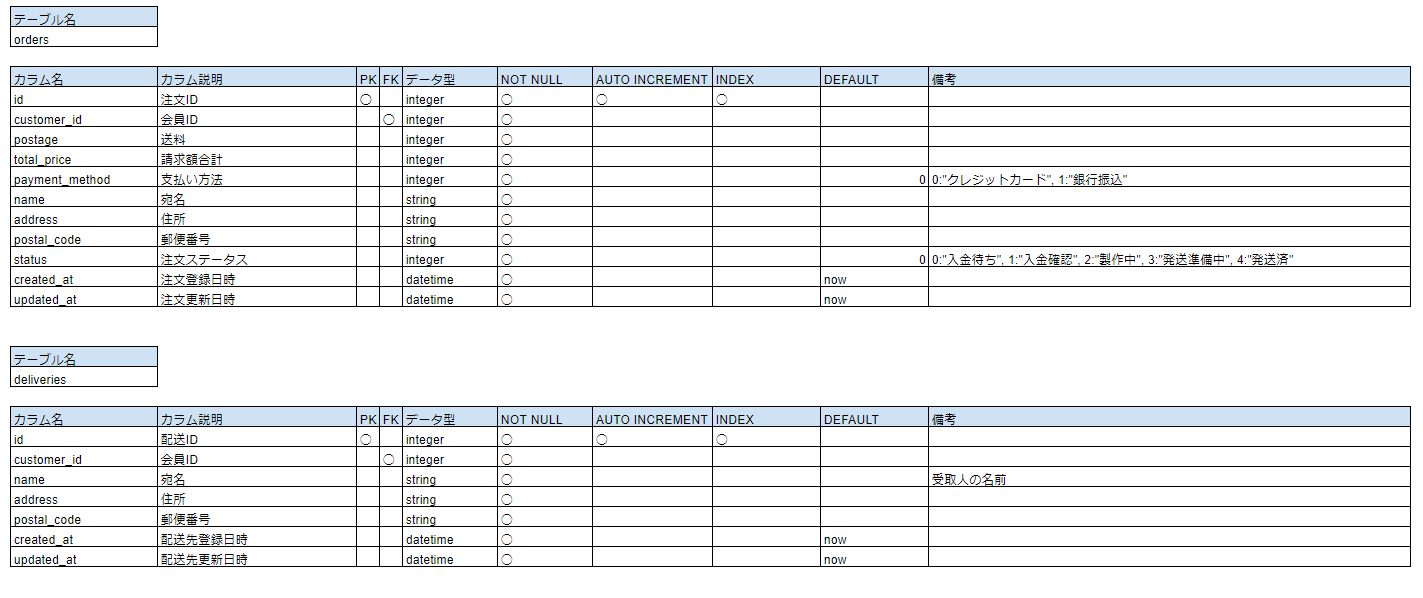 テーブル名
orders
カラム名 カラム説明 PK FK データ型 NOT NULL AUTO INCREMENT INDEX DEFAULT 備考
id 注文ID 〇 integer 〇 〇 〇
customer_id 会員ID 〇 integer 〇
postage 送料 integer 〇
total_price 請求額合計 integer 〇
payment_method 支払い方法 integer 〇 0 0:"クレジットカード", 1:"銀行振込"
name 宛名 string 〇
address 住所 string 〇
postal_code 郵便番号 string 〇
status 注文ステータス integer 〇 0 0:"入金待ち", 1:"入金確認", 2:"製作中", 3:"発送準備中", 4:"発送済"
created_at 注文登録日時 datetime 〇 now
updated_at 注文更新日時 datetime 〇 now
テーブル名
deliveries
カラム名 カラム説明 PK FK データ型 NOT NULL AUTO INCREMENT INDEX DEFAULT 備考
id 配送ID 〇 integer 〇 〇 〇
customer_id 会員ID 〇 integer 〇
name 宛名 string 〇 受取人の名前
address 住所 string 〇
postal_code 郵便番号 string 〇
created_at 配送先登録日時 datetime 〇 now
updated_at 配送先更新日時 datetime 〇 now